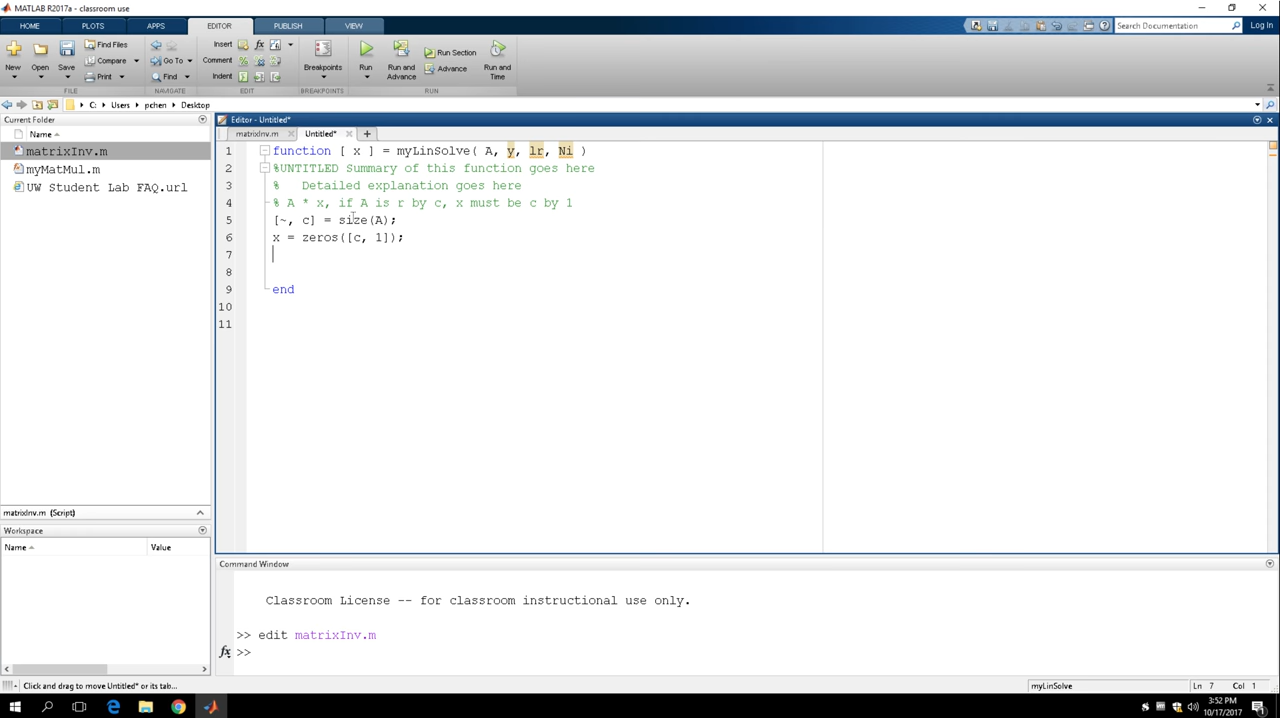 MATLAB R2017a - classroom use
HOME PLOTS APPS EDITOR PUBLISH VIEW Search Documentation Log In
New Open Save Find Files Compare Print Go To Find Insert fx Comment Indent Breakpoints Run Run and Advance Run Section Advance Run and Time
FILE NAVIGATE EDIT BREAKPOINTS RUN
C: Users pchen Desktop
Current Folder
Name
matrixInv.m
myMatMul.m
UW Student Lab FAQ.url
matrixInv.m (Script)
Workspace
Name Value
Editor - Untitled*
matrixInv.m Untitled*
1 function [ x ] = myLinSolve( A, y, lr, Ni )
2 %UNTITLED Summary of this function goes here
3 % Detailed explanation goes here
4 % A * x, if A is r by c, x must be c by 1
5 [~, c] = size(A);
6 x = zeros([c, 1]);
7
8
9 end
10
11
Command Window
Classroom License -- for classroom instructional use only.
>> edit matrixInv.m
fx >>
Click and drag to move Untitled* or its tab... myLinSolve Ln 7 Col 1
3:52 PM
10/17/2017